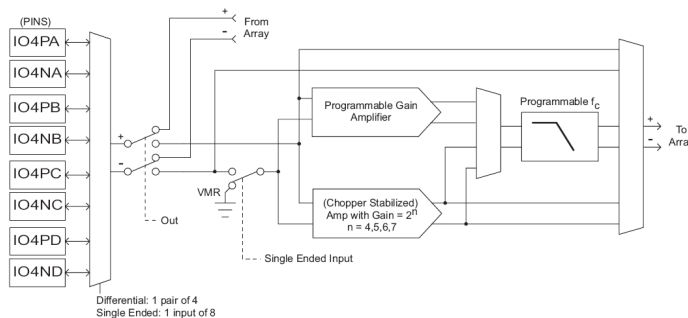 (PINS)
IO4PA
IO4NA
IO4PB
IO4NB
IO4PC
IO4NC
IO4PD
IO4ND
+
-
From
Array
+
-
Out
VMR
Single Ended Input
Differential: 1 pair of 4
Single Ended: 1 input of 8
Programmable Gain
Amplifier
(Chopper Stabilized)
Amp with Gain = 2^n
n = 4,5,6,7
Programmable fc
+
-
To
Arra